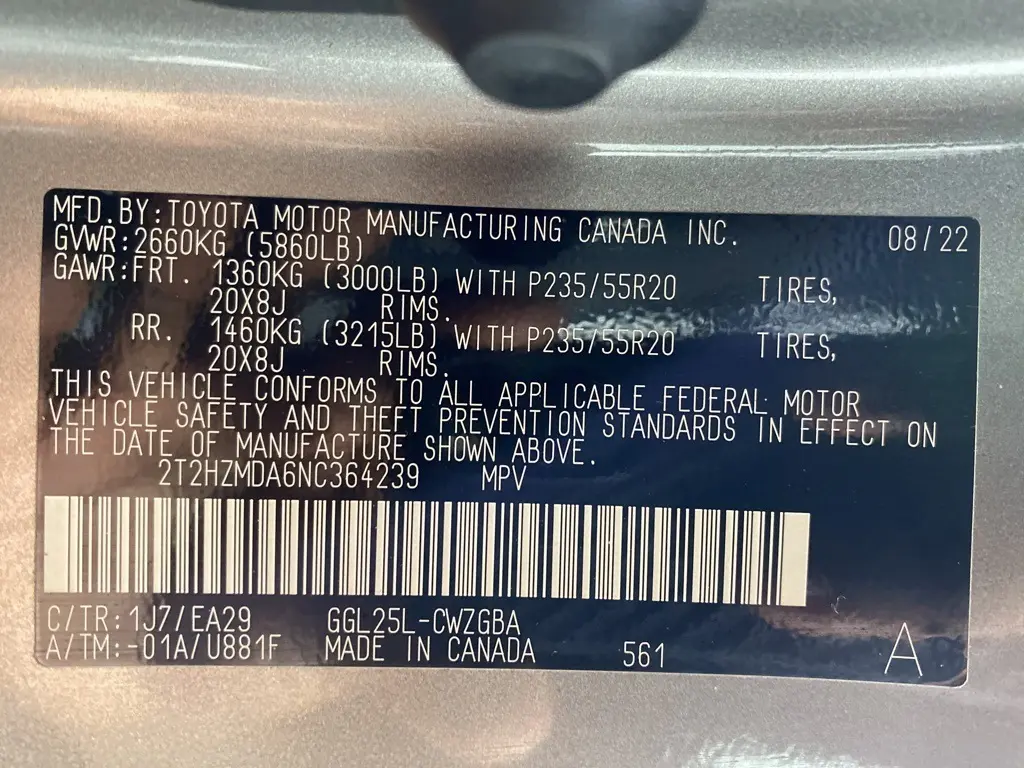 MFD.BY:TOYOTA MOTOR MANUFACTURING CANADA INC. 08/22
GVWR:2660KG (5860LB)
GAWR:FRT. 1360KG (3000LB) WITH P235/55R20 TIRES,
20X8J RIMS.
RR. 1460KG (3215LB) WITH P235/55R20 TIRES,
20X8J RIMS.
THIS VEHICLE CONFORMS TO ALL APPLICABLE FEDERAL MOTOR
VEHICLE SAFETY AND THEFT PREVENTION STANDARDS IN EFFECT ON
THE DATE OF MANUFACTURE SHOWN ABOVE.
2T2HZMDA6NC364239 MPV
C/TR:1J7/EA29 GGL25L-CWZGBA
A/TM:-01A/U881F MADE IN CANADA 561 A